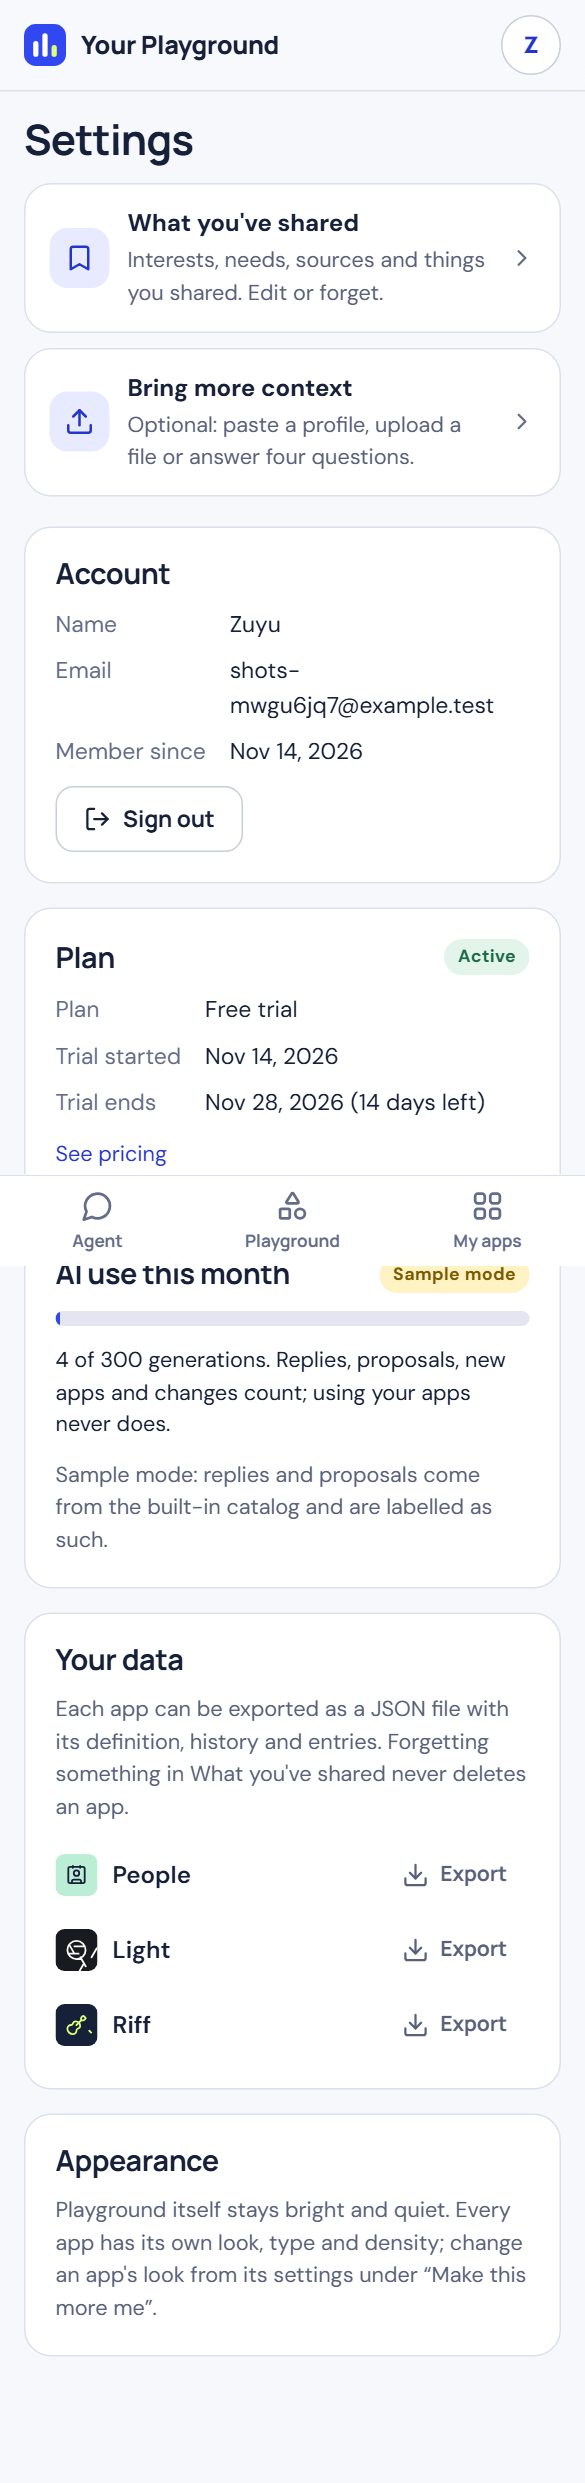 Your Playground
Z
Settings
What you've shared
Interests, needs, sources and things
you shared. Edit or forget.
Bring more context
Optional: paste a profile, upload a
file or answer four questions.
Account
Name Zuyu
Email shots-
mwgu6jq7@example.test
Member since Nov 14, 2026
Sign out
Plan Active
Plan Free trial
Trial started Nov 14, 2026
Trial ends Nov 28, 2026 (14 days left)
See pricing
Agent Playground My apps
AI use this month Sample mode
4 of 300 generations. Replies, proposals, new
apps and changes count; using your apps
never does.
Sample mode: replies and proposals come
from the built-in catalog and are labelled as
such.
Your data
Each app can be exported as a JSON file with
its definition, history and entries. Forgetting
something in What you've shared never deletes
an app.
People Export
Light Export
Riff Export
Appearance
Playground itself stays bright and quiet. Every
app has its own look, type and density; change
an app's look from its settings under “Make this
more me”.